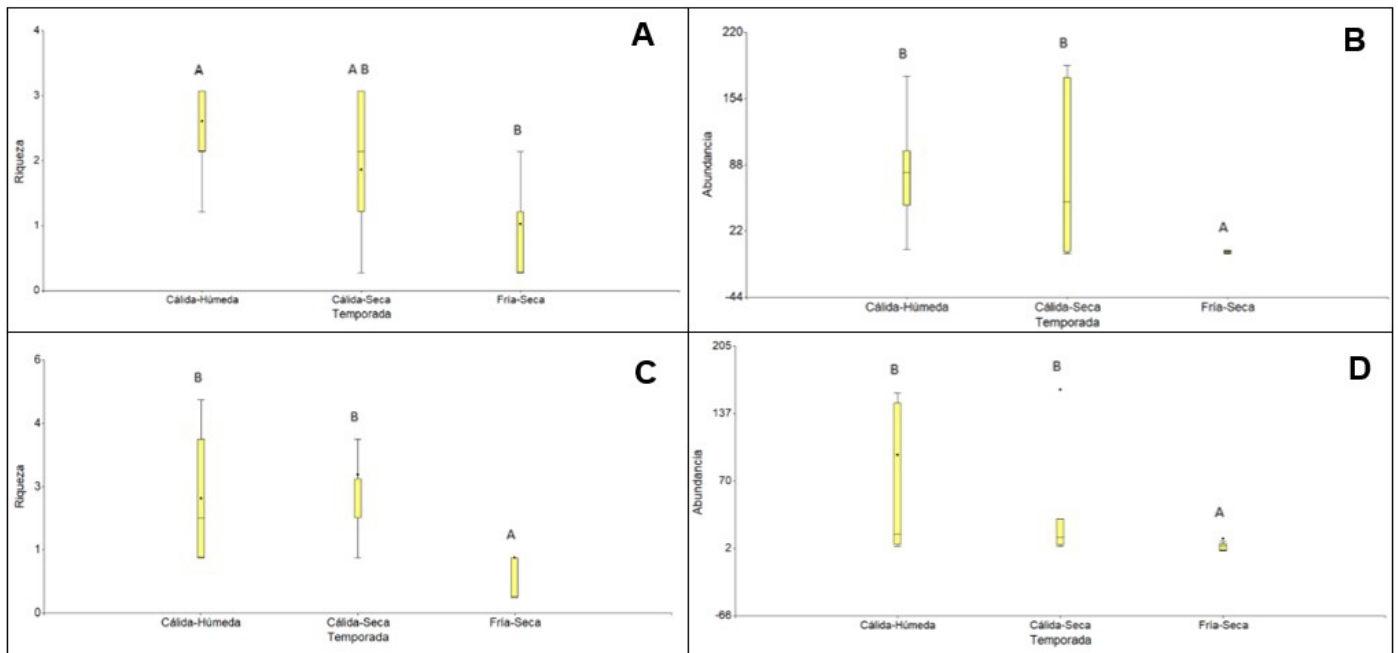 A
4
3
2
1
0
Riqueza
A
A B
B
Cálida-Húmeda
Cálida-Seca
Fría-Seca
Temporada
B
220
154
88
22
-44
Abundancia
B
B
A
Cálida-Húmeda
Cálida-Seca
Fría-Seca
Temporada
C
6
4
3
1
0
Riqueza
B
B
A
Cálida-Húmeda
Cálida-Seca
Fría-Seca
Temporada
D
205
137
70
2
-66
Abundancia
B
B
A
Cálida-Húmeda
Cálida-Seca
Fría-Seca
Temporada